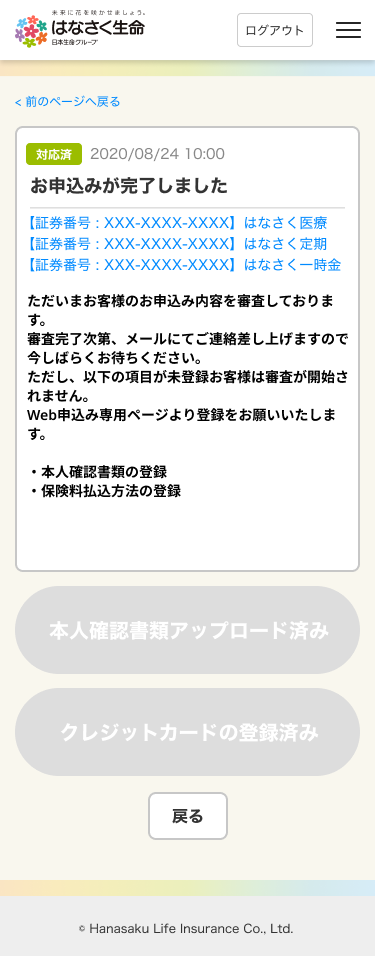 未来に花を咲かせましょう。
はなさく生命
日本生命グループ
ログアウト
< 前のページへ戻る
対応済 2020/08/24 10:00
お申込みが完了しました
【証券番号 : XXX-XXXX-XXXX】はなさく医療
【証券番号 : XXX-XXXX-XXXX】はなさく定期
【証券番号 : XXX-XXXX-XXXX】はなさく一時金
ただいまお客様のお申込み内容を審査しておりま
す。
審査完了次第、メールにてご連絡差し上げますので
今しばらくお待ちください。
ただし、以下の項目が未登録お客様は審査が開始さ
れません。
Web申込み専用ページより登録をお願いいたしま
す。
・本人確認書類の登録
・保険料払込方法の登録
本人確認書類アップロード済み
クレジットカードの登録済み
戻る
© Hanasaku Life Insurance Co., Ltd.